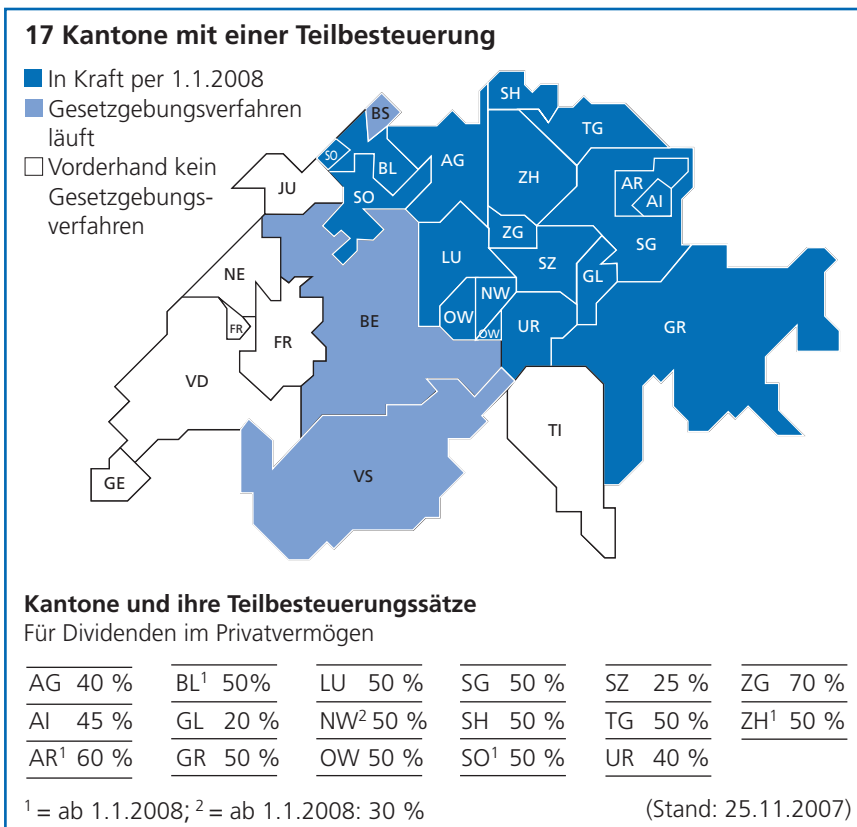 17 Kantone mit einer Teilbesteuerung
In Kraft per 1.1.2008
Gesetzgebungsverfahren
läuft
Vorderhand kein
Gesetzgebungs-
verfahren
SH
BS
TG
SO
BL
AG
ZH
AR
AI
JU
SO
ZG
SG
LU
SZ
GL
NE
NW
OW
OW
UR
GR
FR
FR
BE
VD
TI
VS
GE
Kantone und ihre Teilbesteuerungssätze
Für Dividenden im Privatvermögen
AG 40 % BL¹ 50% LU 50 % SG 50 % SZ 25 % ZG 70 %
AI 45 % GL 20 % NW² 50 % SH 50 % TG 50 % ZH¹ 50 %
AR¹ 60 % GR 50 % OW 50 % SO¹ 50 % UR 40 %
¹ = ab 1.1.2008; ² = ab 1.1.2008: 30 % (Stand: 25.11.2007)